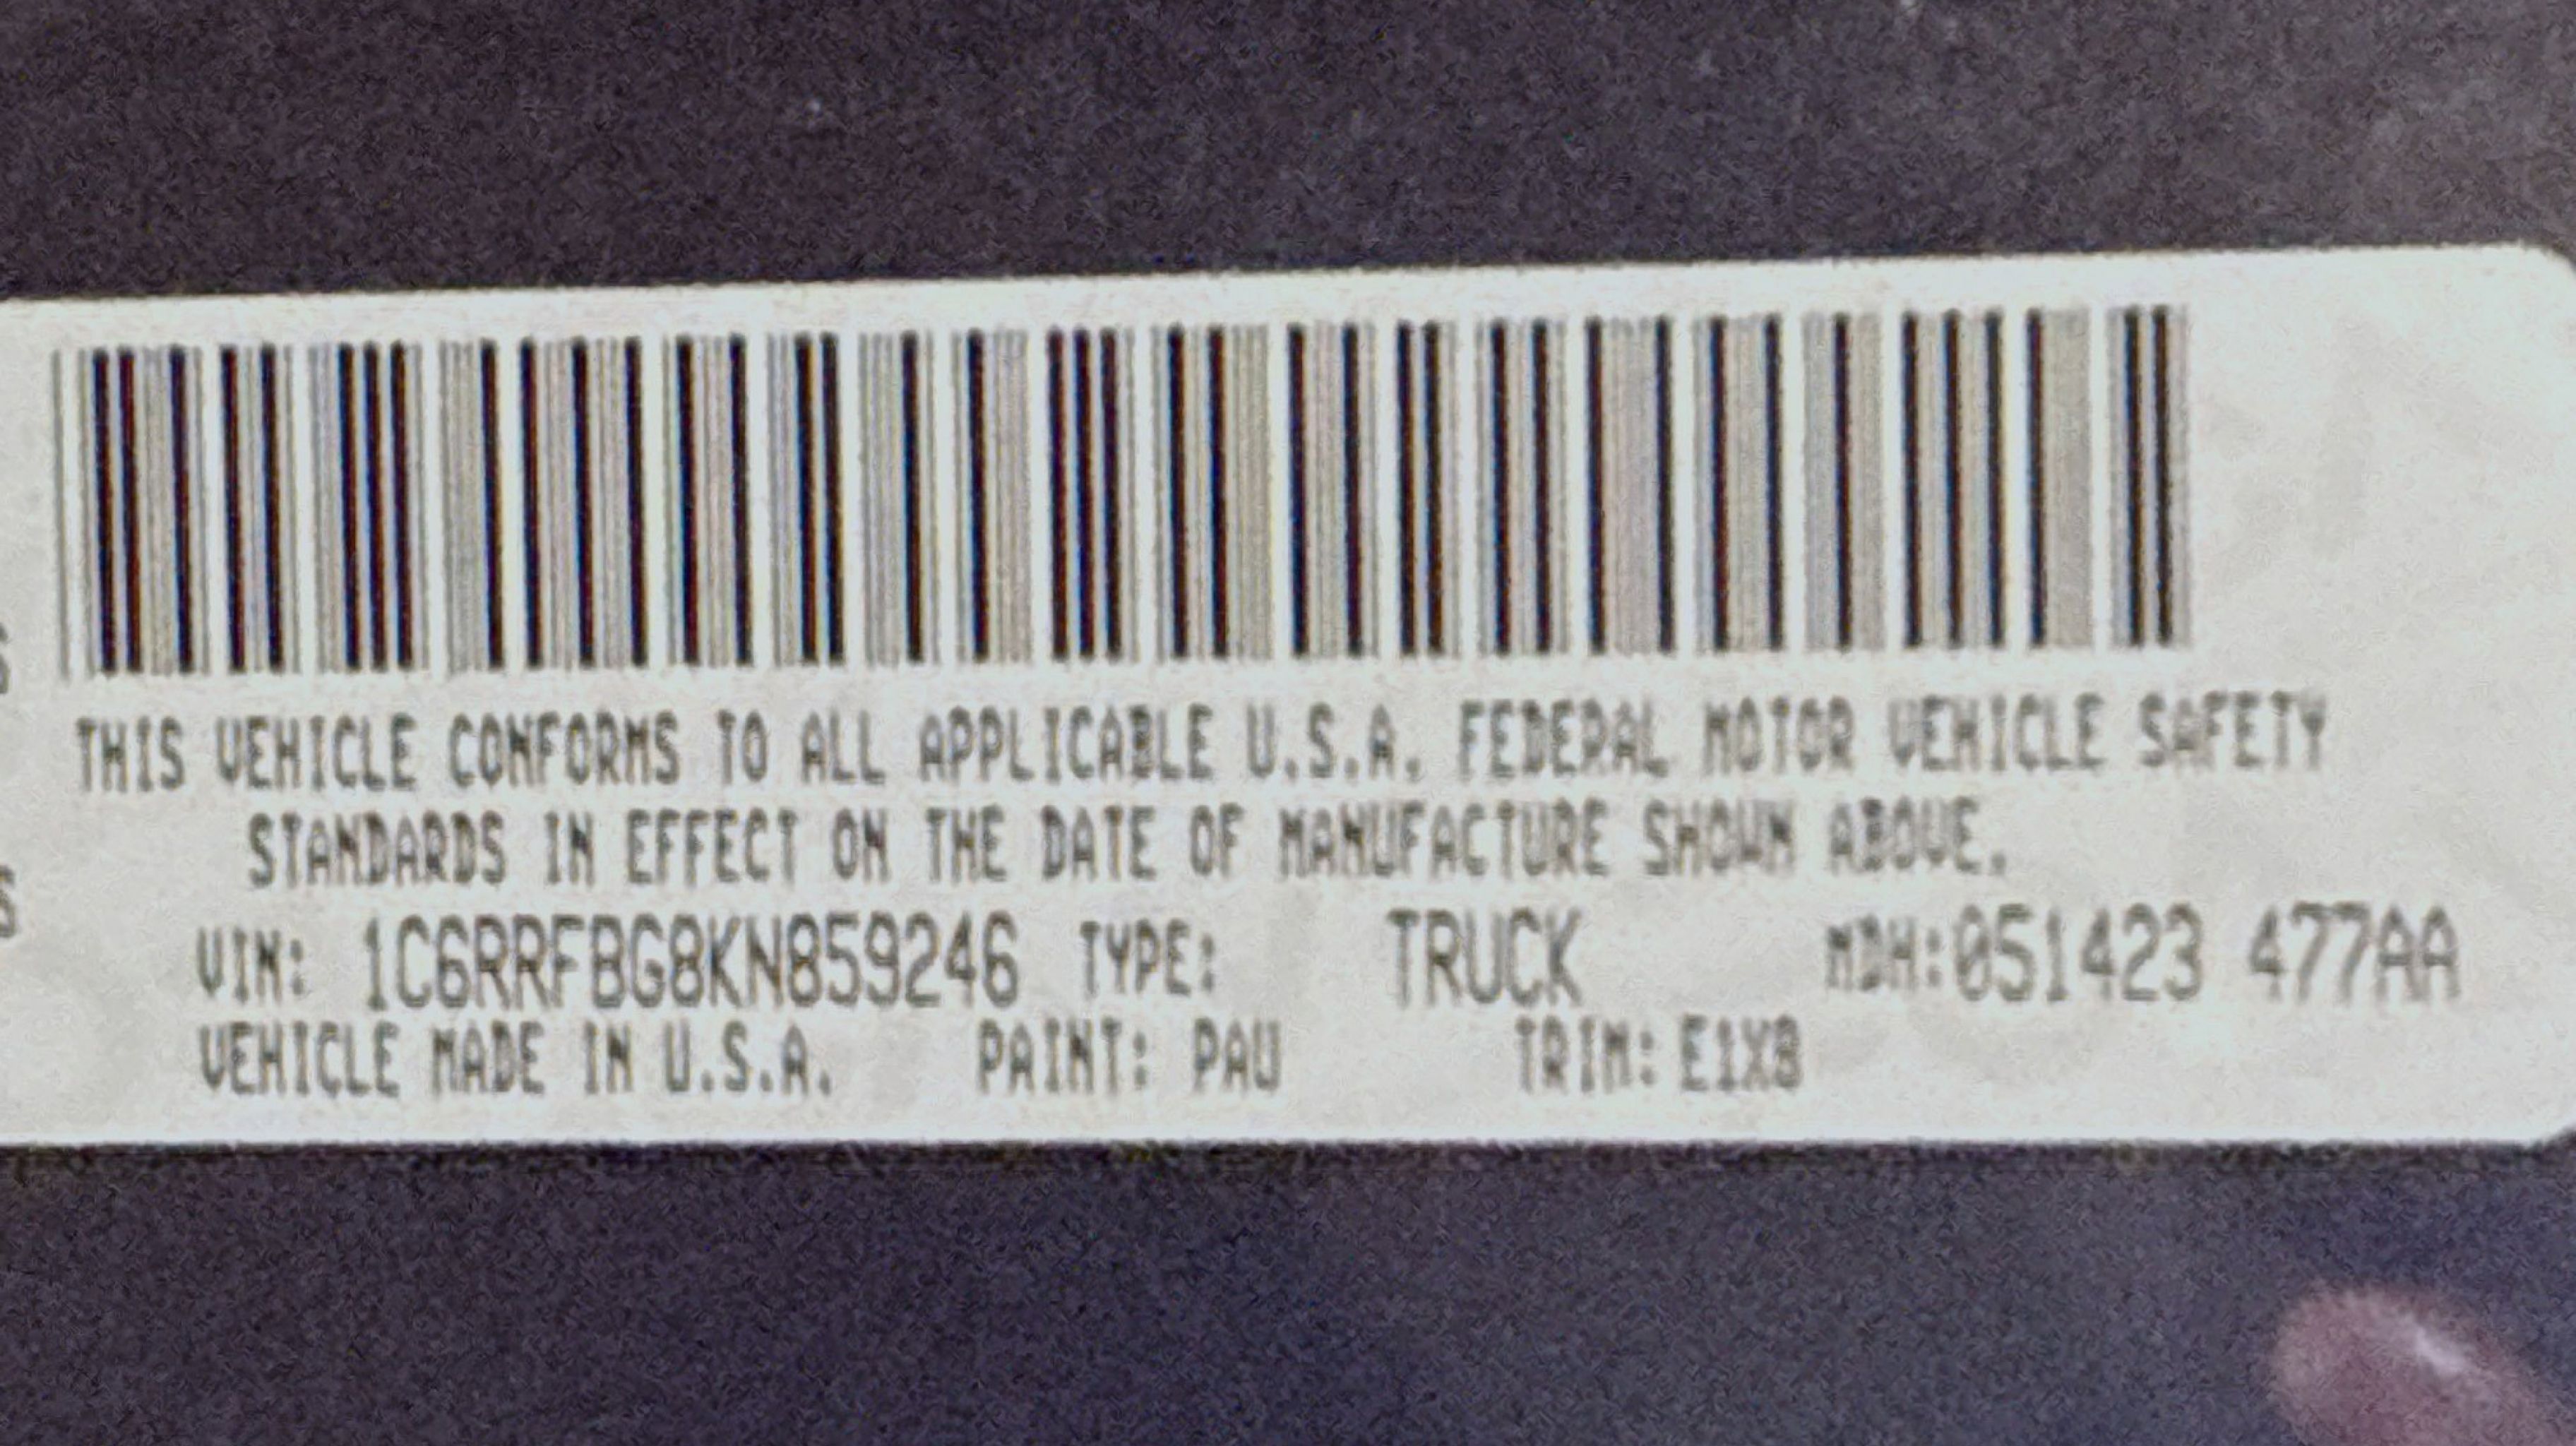 S
THIS VEHICLE CONFORMS TO ALL APPLICABLE U.S.A. FEDERAL MOTOR VEHICLE SAFETY
STANDARDS IN EFFECT ON THE DATE OF MANUFACTURE SHOWN ABOVE.
S
VIN: 1C6RRFBG8KN859246 TYPE: TRUCK MDH:051423 477AA
VEHICLE MADE IN U.S.A. PAINT: PAU TRIM: E1X8